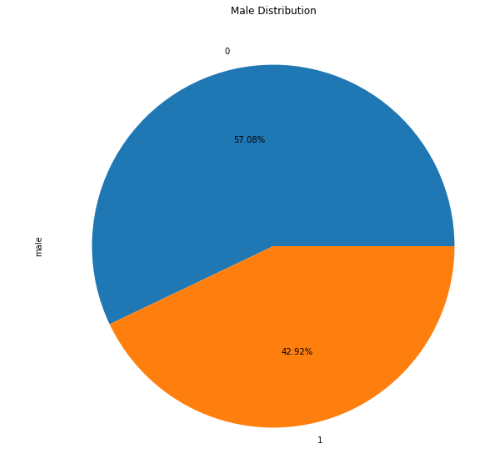 Male Distribution
0
57.08%
male
42.92%
1